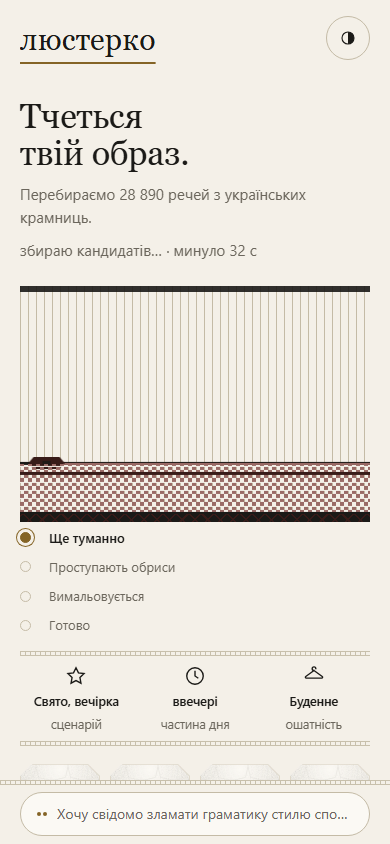 люстерко
Тчеться
твій образ.
Перебираємо 28 890 речей з українських
крамниць.
збираю кандидатів... · минуло 32 с
Ще туманно
Проступають обриси
Вимальовується
Готово
Свято, вечірка
ввечері
Буденне
сценарій
частина дня
ошатність
Хочу свідомо зламати граматику стилю спо...